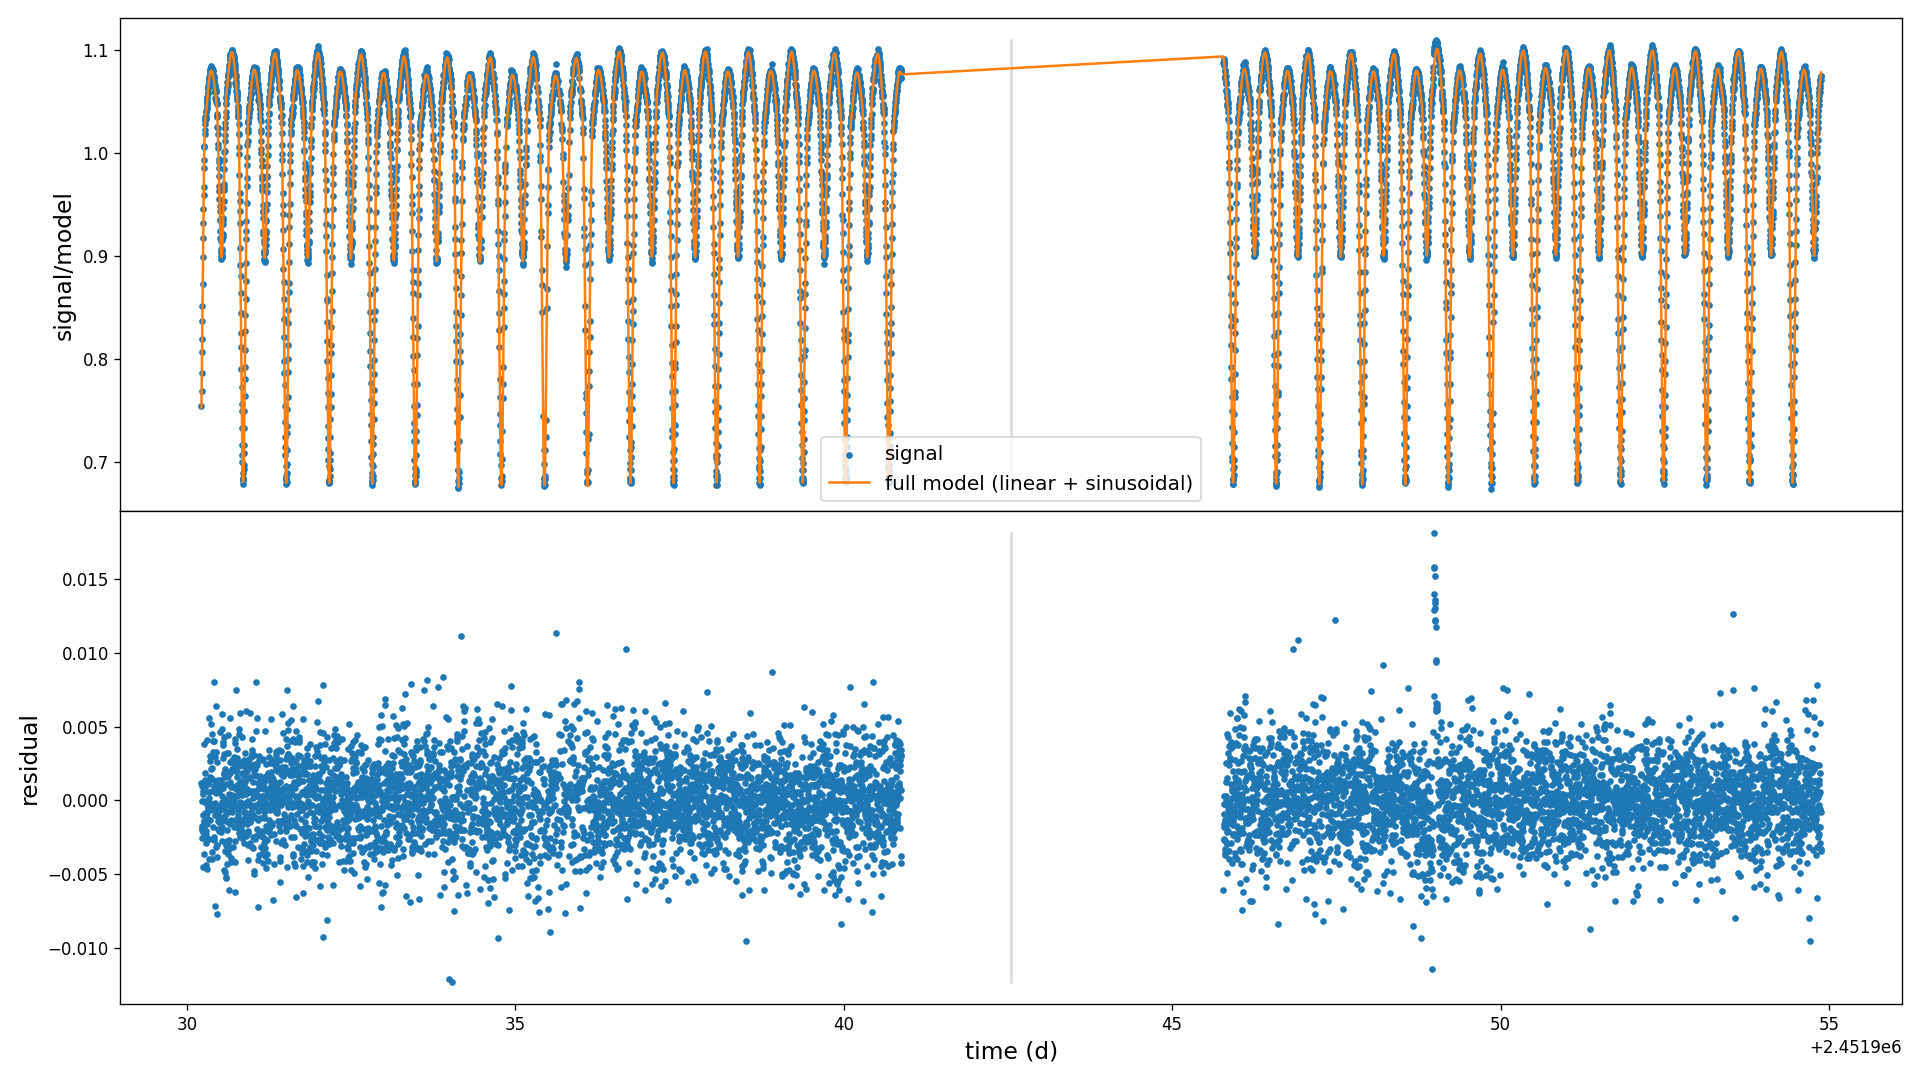 1.1
1.0
0.9
0.8
0.7
signal/model
signal
full model (linear + sinusoidal)
0.015
0.010
0.005
0.000
−0.005
−0.010
residual
30
35
40
45
50
55
time (d)
+2.4519e6